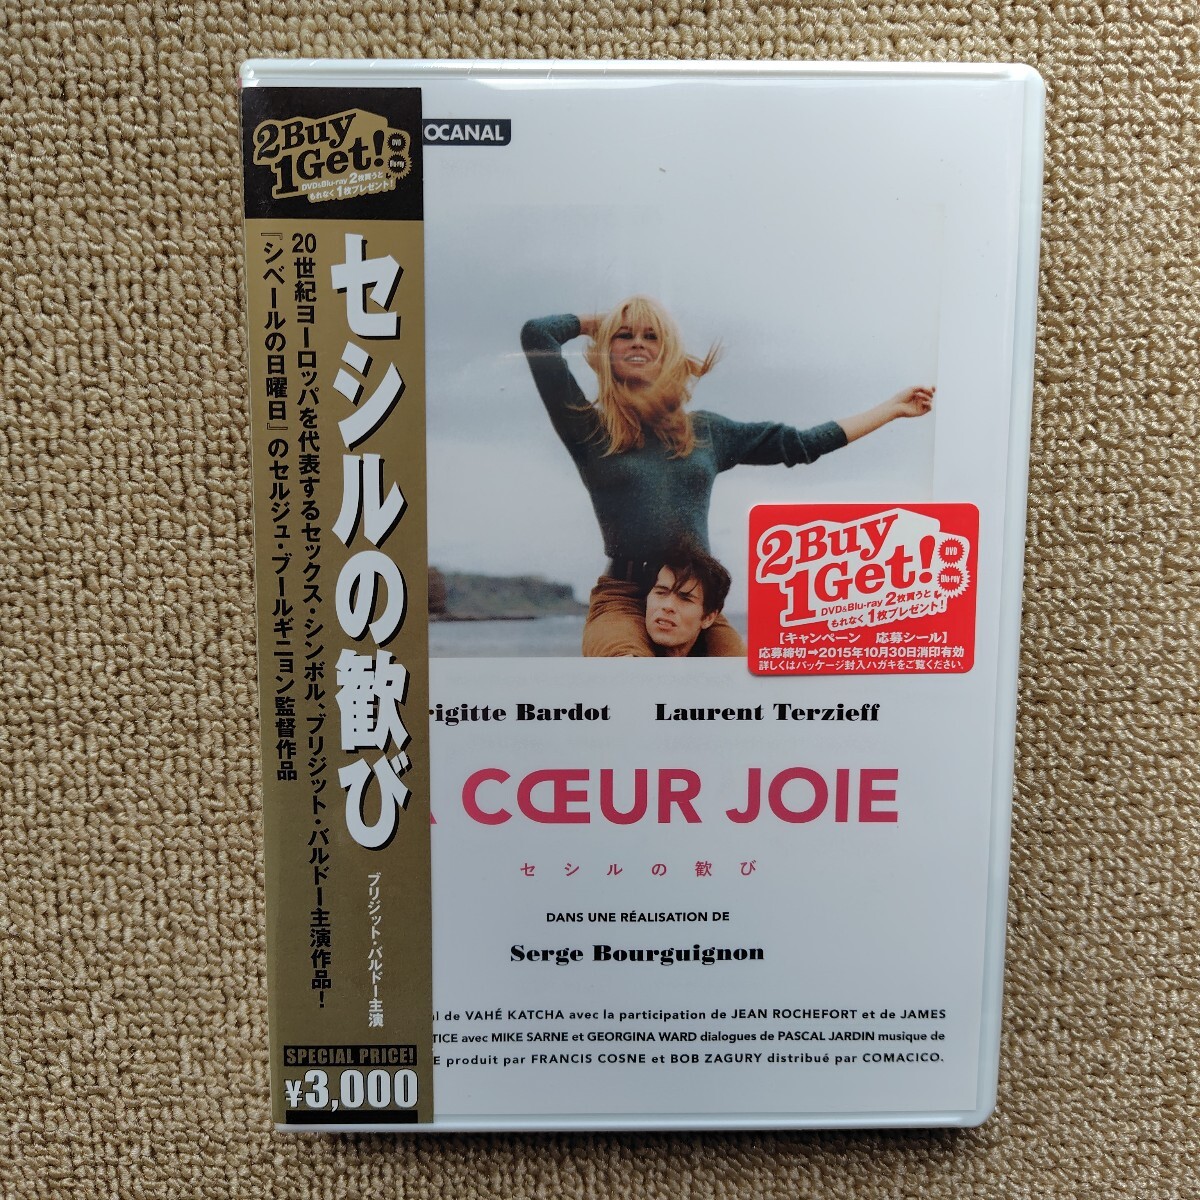 2Buy
1Get!
DVD
Blu-ray
DVD&Blu-ray 2枚買うと
もれなく1枚プレゼント!
セシルの歓び
20世紀ヨーロッパを代表するセックス・シンボル、ブリジット・バルドー主演作品!
『シベールの日曜日』のセルジュ・ブールギニョン監督作品
ブリジット・バルドー主演
SPECIAL PRICE!
¥3,000
OCANAL
2Buy
1Get!
DVD
Blu-ray
DVD&Blu-ray 2枚買うと
もれなく1枚プレゼント!
【キャンペーン 応募シール】
応募締切➡2015年10月30日消印有効
詳しくはパッケージ封入ハガキをご覧ください。
rigitte Bardot Laurent Terzieff
CŒUR JOIE
セシルの歓び
DANS UNE RÉALISATION DE
Serge Bourguignon
l de VAHÉ KATCHA avec la participation de JEAN ROCHEFORT et de JAMES
TICE avec MIKE SARNE et GEORGINA WARD dialogues de PASCAL JARDIN musique de
E produit par FRANCIS COSNE et BOB ZAGURY distribué par COMACICO.